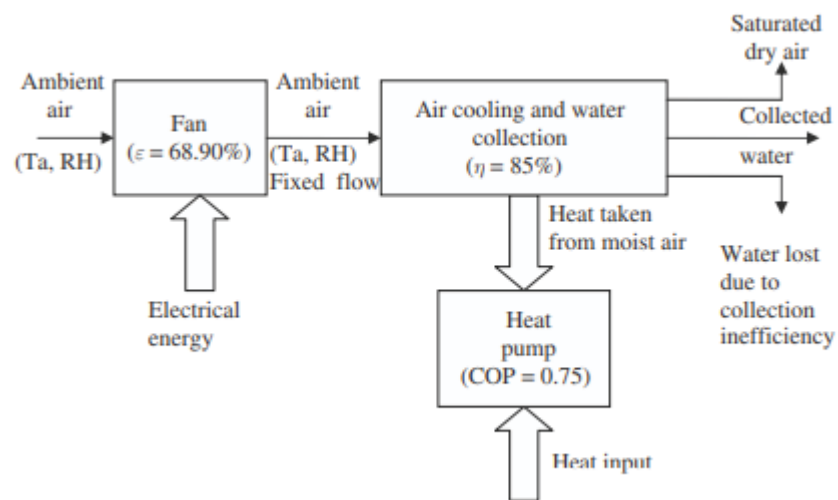 Ambient
air
(Ta, RH)
Fan
(ε = 68.90%)
Electrical
energy
Ambient
air
(Ta, RH)
Fixed flow
Air cooling and water
collection
(η = 85%)
Saturated
dry air
Collected
water
Water lost
due to
collection
inefficiency
Heat taken
from moist air
Heat
pump
(COP = 0.75)
Heat input